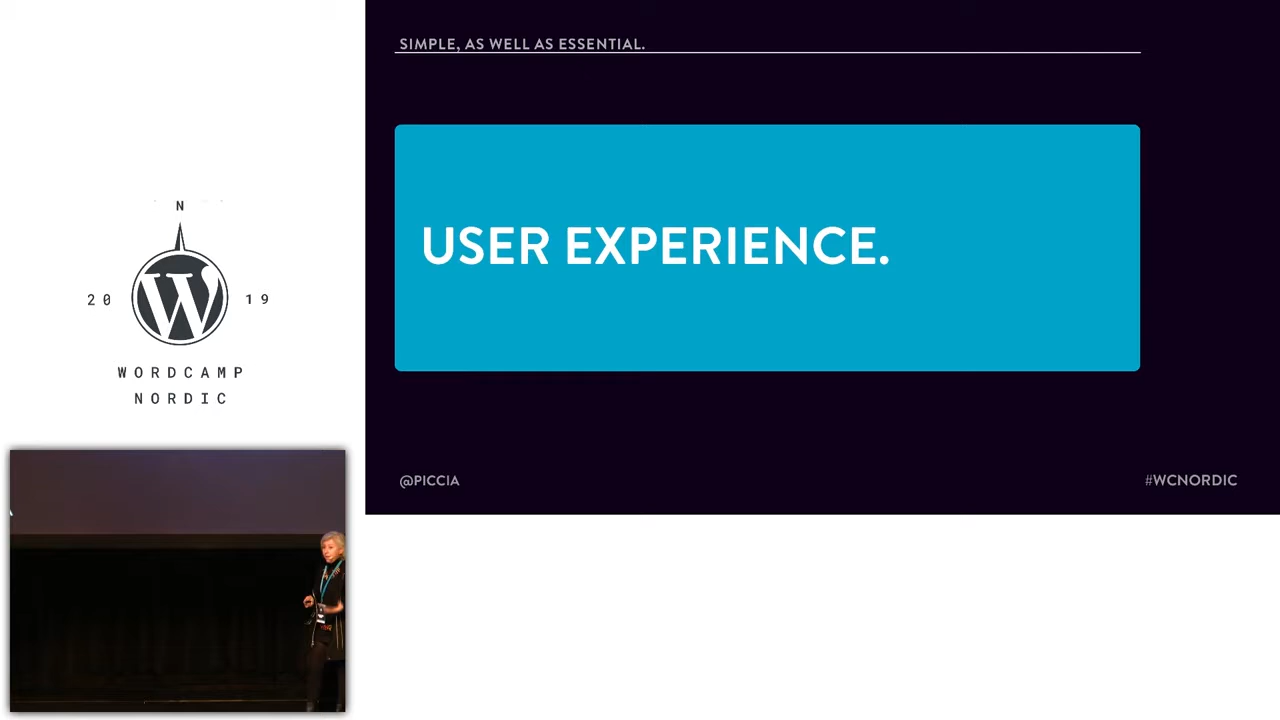 SIMPLE, AS WELL AS ESSENTIAL.
USER EXPERIENCE.
@PICCIA
#WCNORDIC
N
20 W 19
WORDCAMP
NORDIC